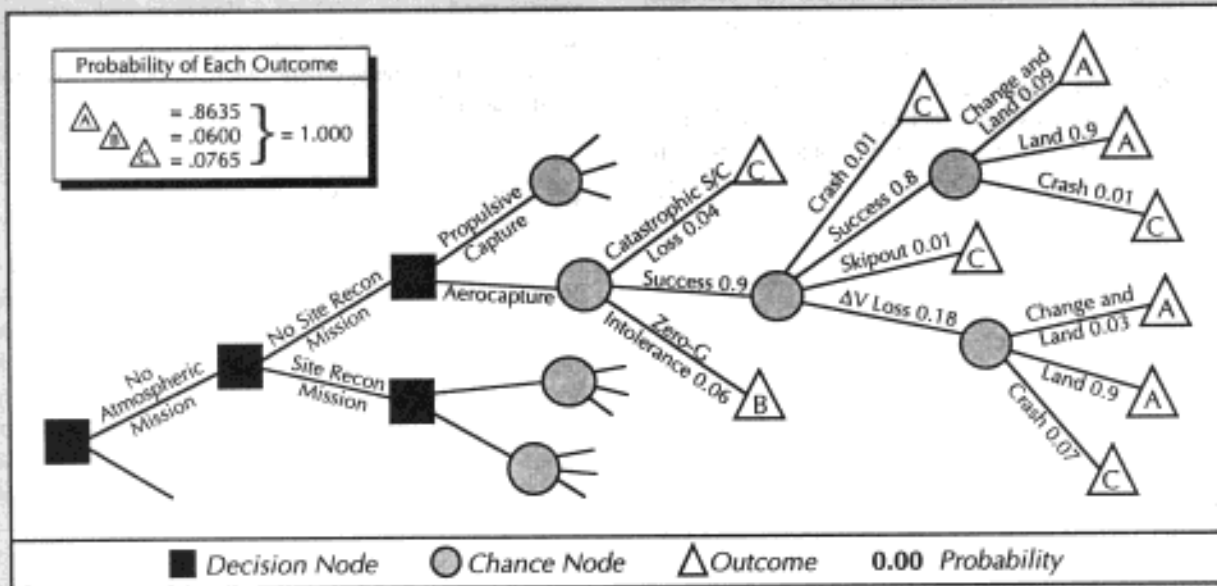 Probability of Each Outcome
A = .8635
B = .0600 } = 1.000
C = .0765
No
Atmospheric
Mission
No Site Recon
Mission
Site Recon
Mission
Propulsive
Capture
Aerocapture
Catastrophic S/C
Loss 0.04
C
Success 0.9
Zero-G
Intolerance 0.06
B
Crash 0.01
C
Success 0.8
Change and
Land 0.09
A
Land 0.9
A
Crash 0.01
C
Skipout 0.01
C
ΔV Loss 0.18
Change and
Land 0.03
A
Land 0.9
A
Crash 0.07
C
Decision Node
Chance Node
Outcome
0.00 Probability